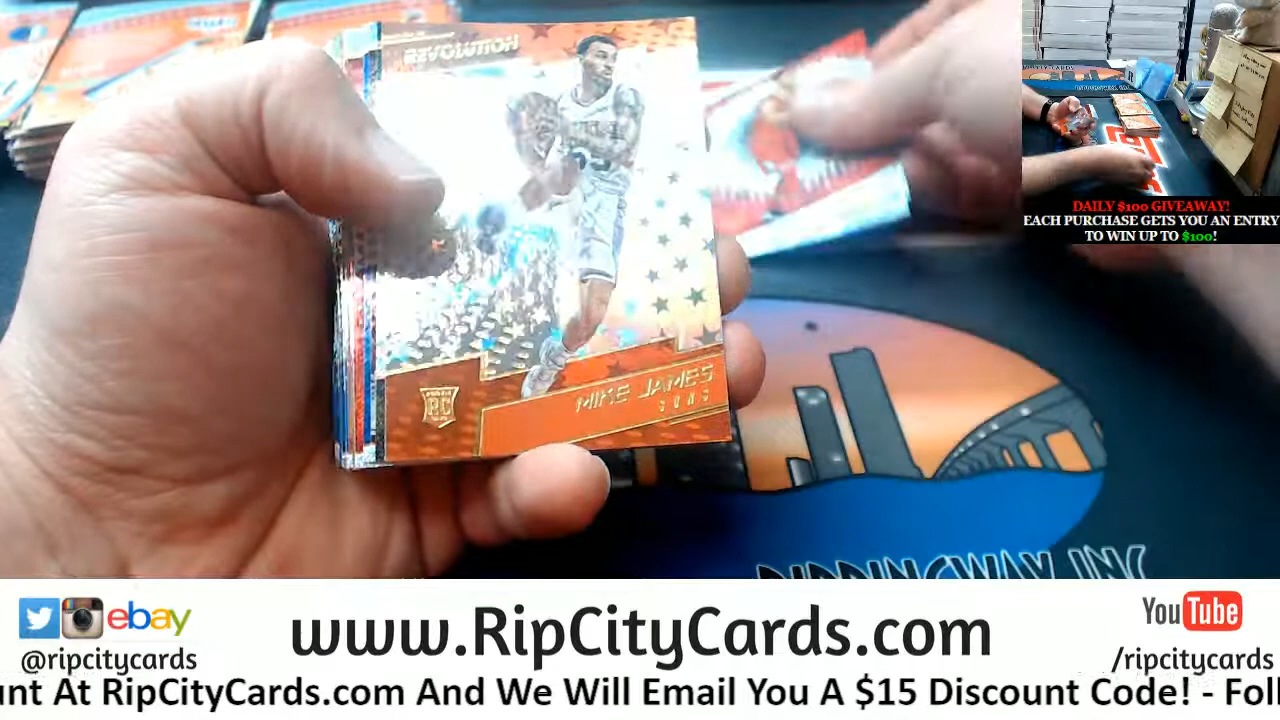 REVOLUTION
RC
MIKE JAMES
SUNS
DAILY $100 GIVEAWAY!
EACH PURCHASE GETS YOU AN ENTRY
TO WIN UP TO $100!
RIPPINGWAX, INC
ebay
www.RipCityCards.com
YouTube
@ripcitycards
/ripcitycards
unt At RipCityCards.com And We Will Email You A $15 Discount Code! - Foll